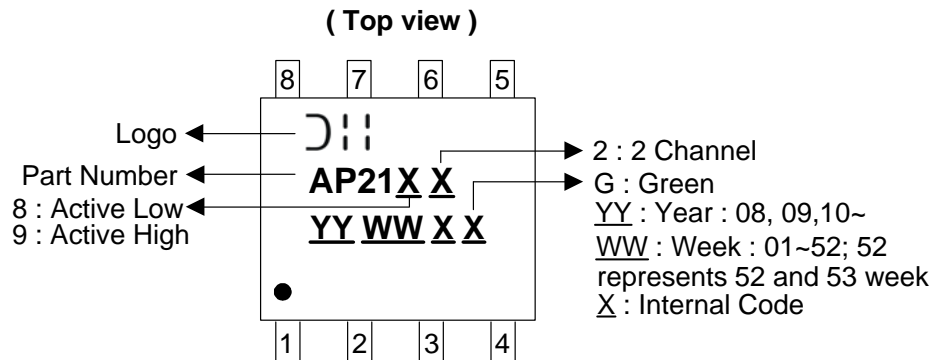 ( Top view )
8 7 6 5
Logo
Part Number
8 : Active Low
9 : Active High
AP21X X
YY WW X X
2 : 2 Channel
G : Green
YY : Year : 08, 09,10~
WW : Week : 01~52; 52
represents 52 and 53 week
X : Internal Code
1 2 3 4